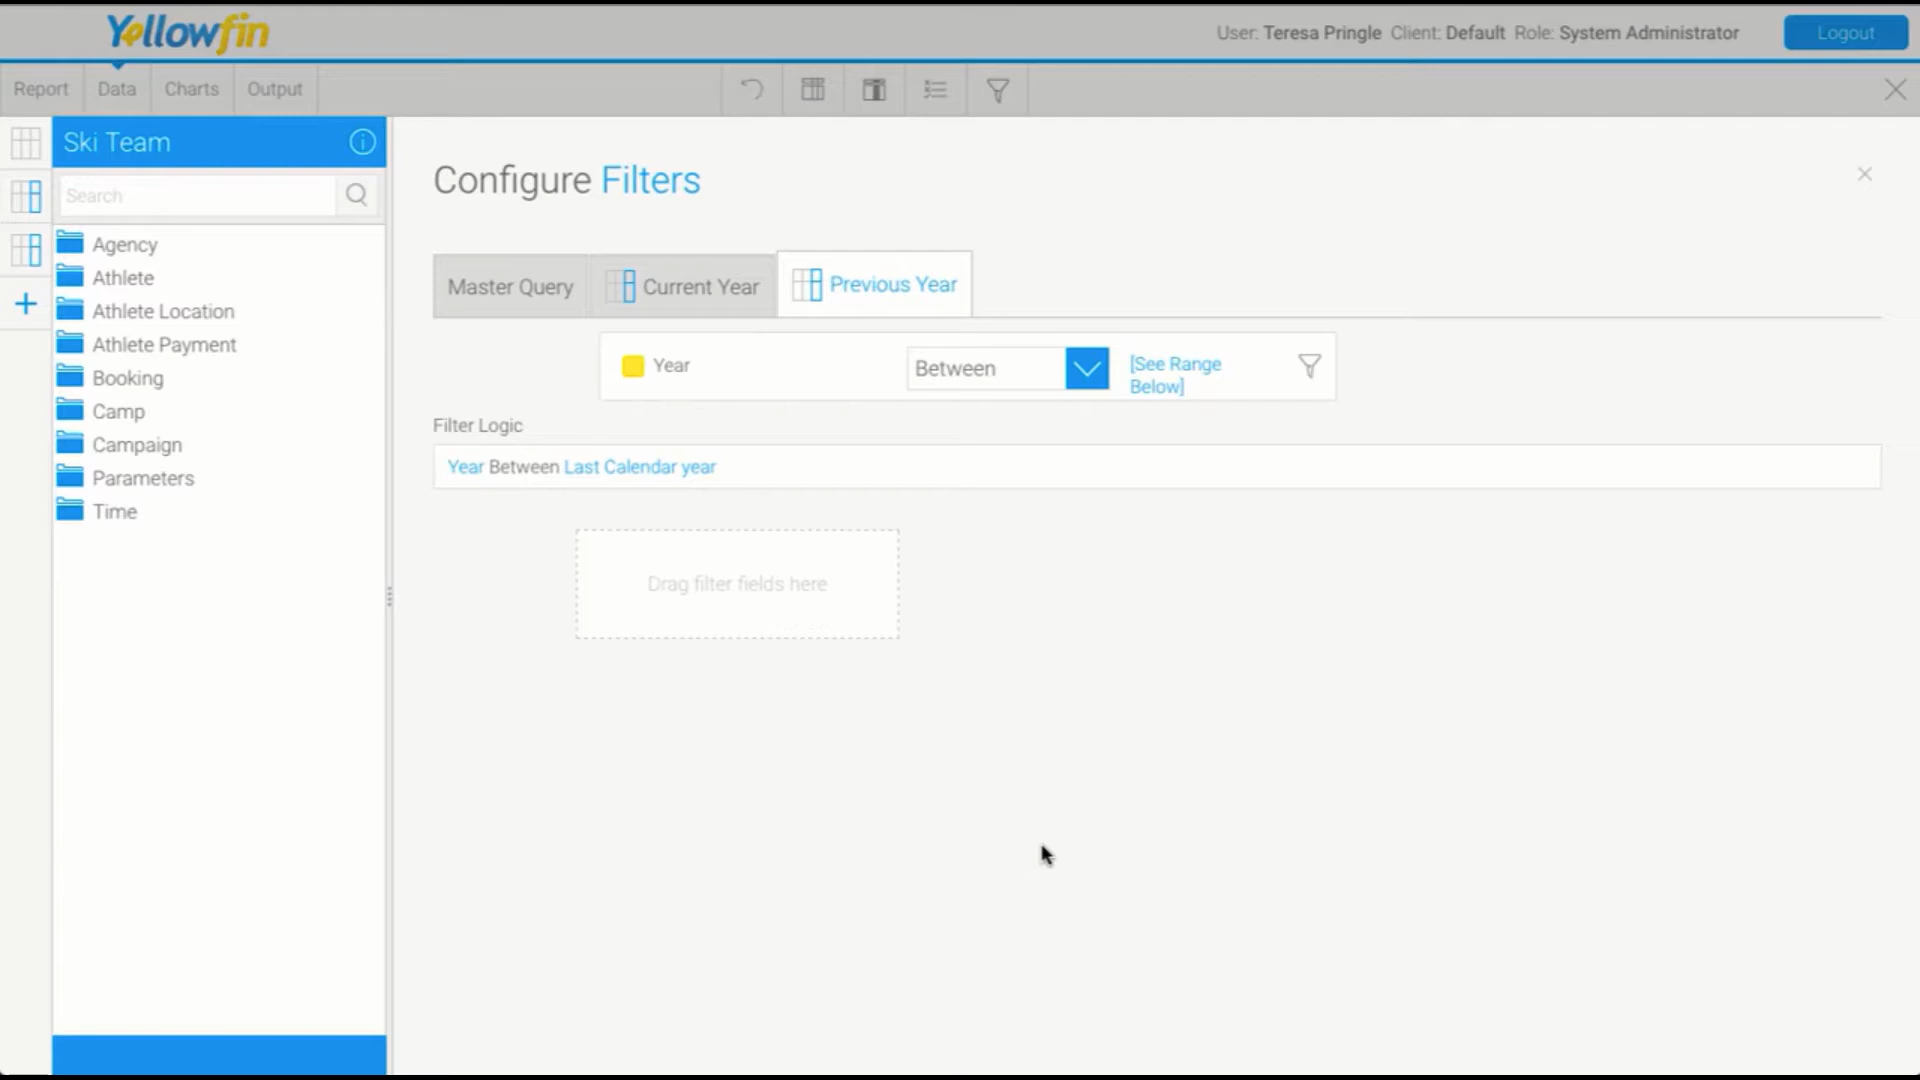 Yellowfin
User: Teresa Pringle Client: Default Role: System Administrator
Logout
Report Data Charts Output
Ski Team
Search
Agency
Athlete
Athlete Location
Athlete Payment
Booking
Camp
Campaign
Parameters
Time
Configure Filters
Master Query Current Year Previous Year
Year Between [See Range
Below]
Filter Logic
Year Between Last Calendar year
Drag filter fields here